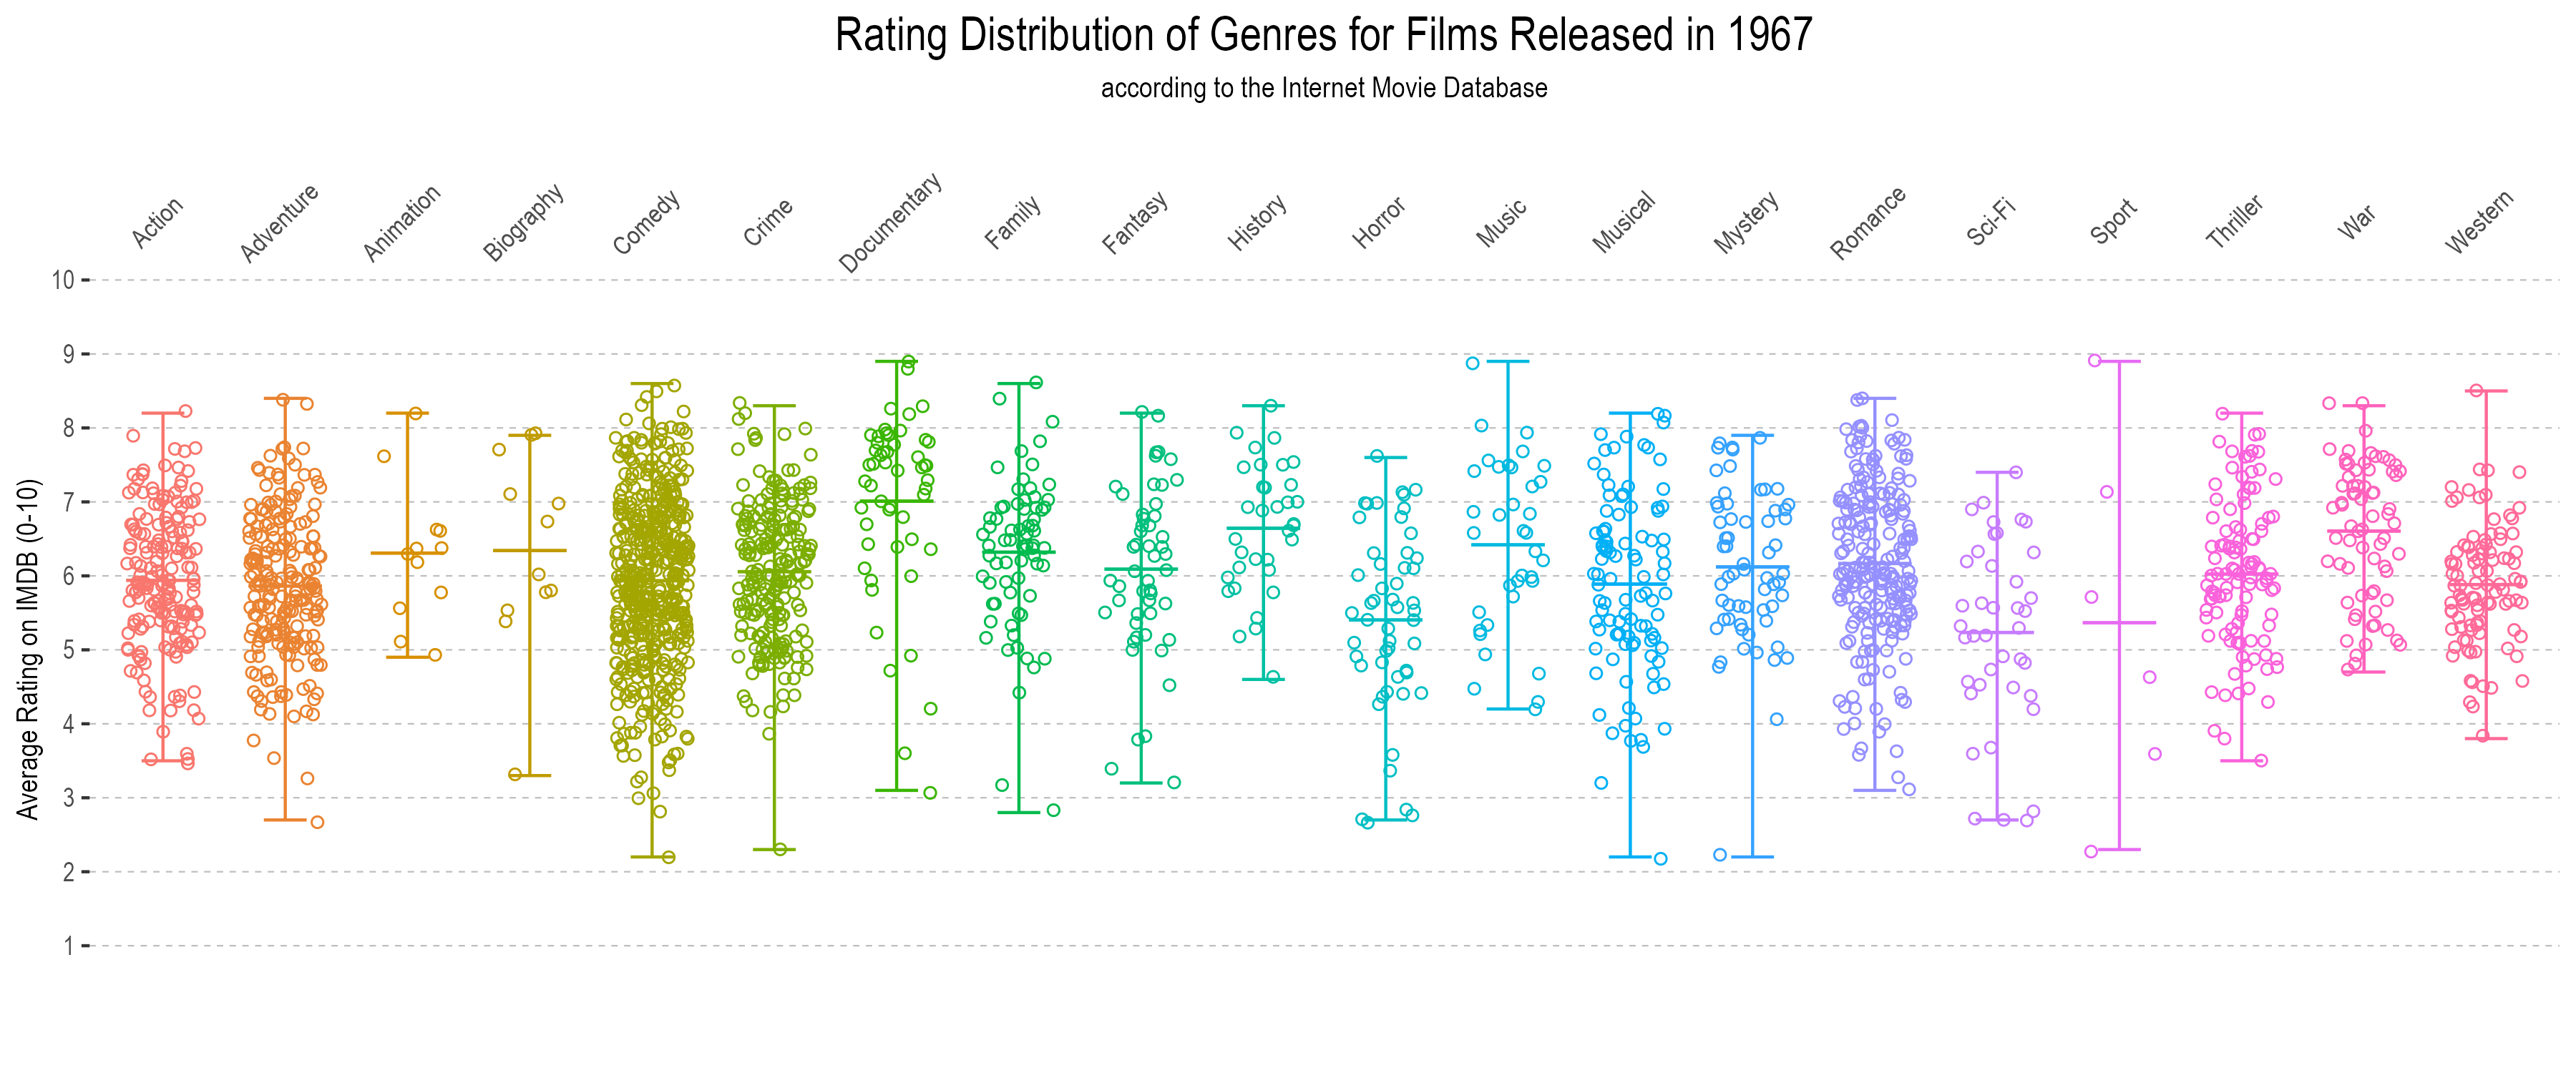 Rating Distribution of Genres for Films Released in 1967
according to the Internet Movie Database
Action
Adventure
Animation
Biography
Comedy
Crime
Documentary
Family
Fantasy
History
Horror
Music
Musical
Mystery
Romance
Sci-Fi
Sport
Thriller
War
Western
Average Rating on IMDB (0-10)
10
9
8
7
6
5
4
3
2
1